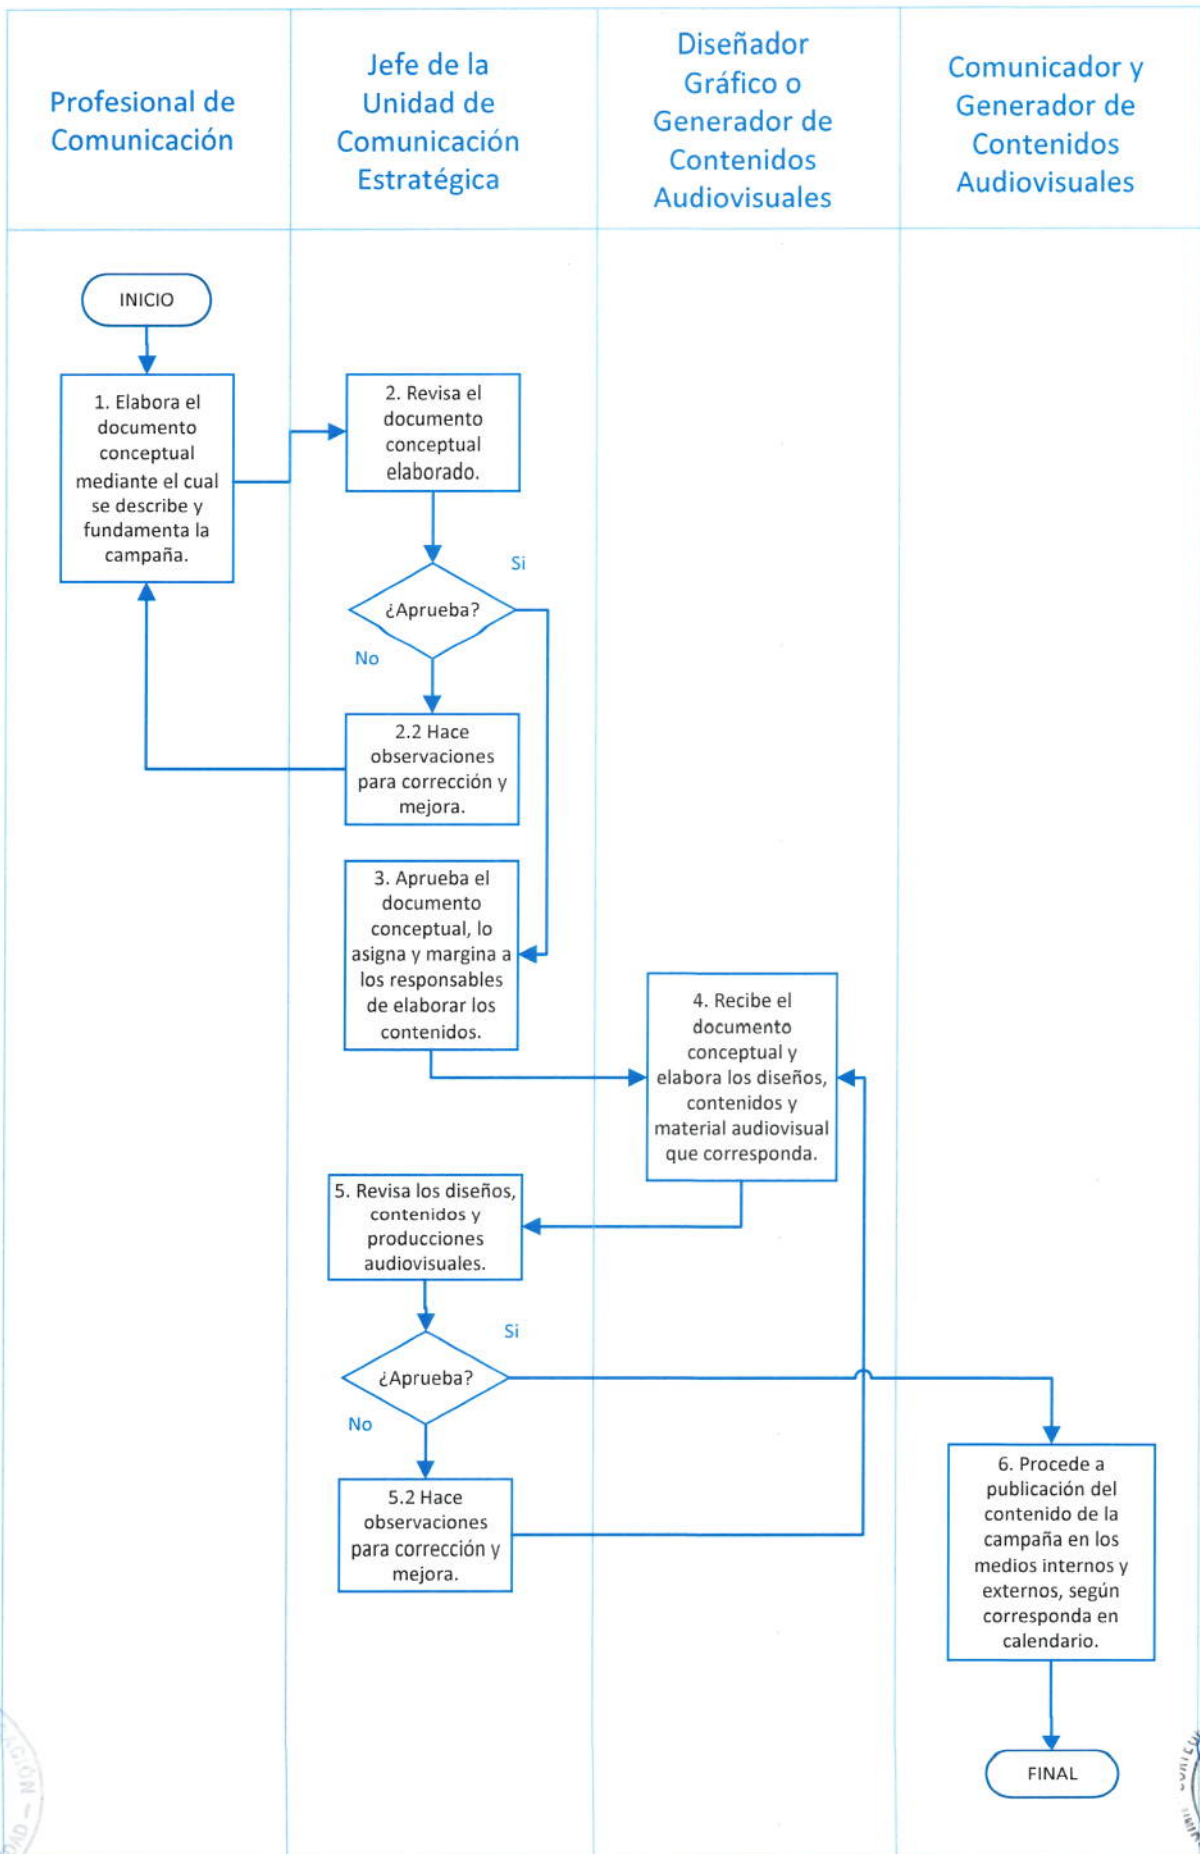 Profesional de
Comunicación
Jefe de la
Unidad de
Comunicación
Estratégica
Diseñador
Gráfico o
Generador de
Contenidos
Audiovisuales
Comunicador y
Generador de
Contenidos
Audiovisuales
INICIO
1. Elabora el
documento
conceptual
mediante el cual
se describe y
fundamenta la
campaña.
2. Revisa el
documento
conceptual
elaborado.
Si
¿Aprueba?
No
2.2 Hace
observaciones
para corrección y
mejora.
3. Aprueba el
documento
conceptual, lo
asigna y margina a
los responsables
de elaborar los
contenidos.
4. Recibe el
documento
conceptual y
elabora los diseños,
contenidos y
material audiovisual
que corresponda.
5. Revisa los diseños,
contenidos y
producciones
audiovisuales.
Si
¿Aprueba?
No
5.2 Hace
observaciones
para corrección y
mejora.
6. Procede a
publicación del
contenido de la
campaña en los
medios internos y
externos, según
corresponda en
calendario.
FINAL